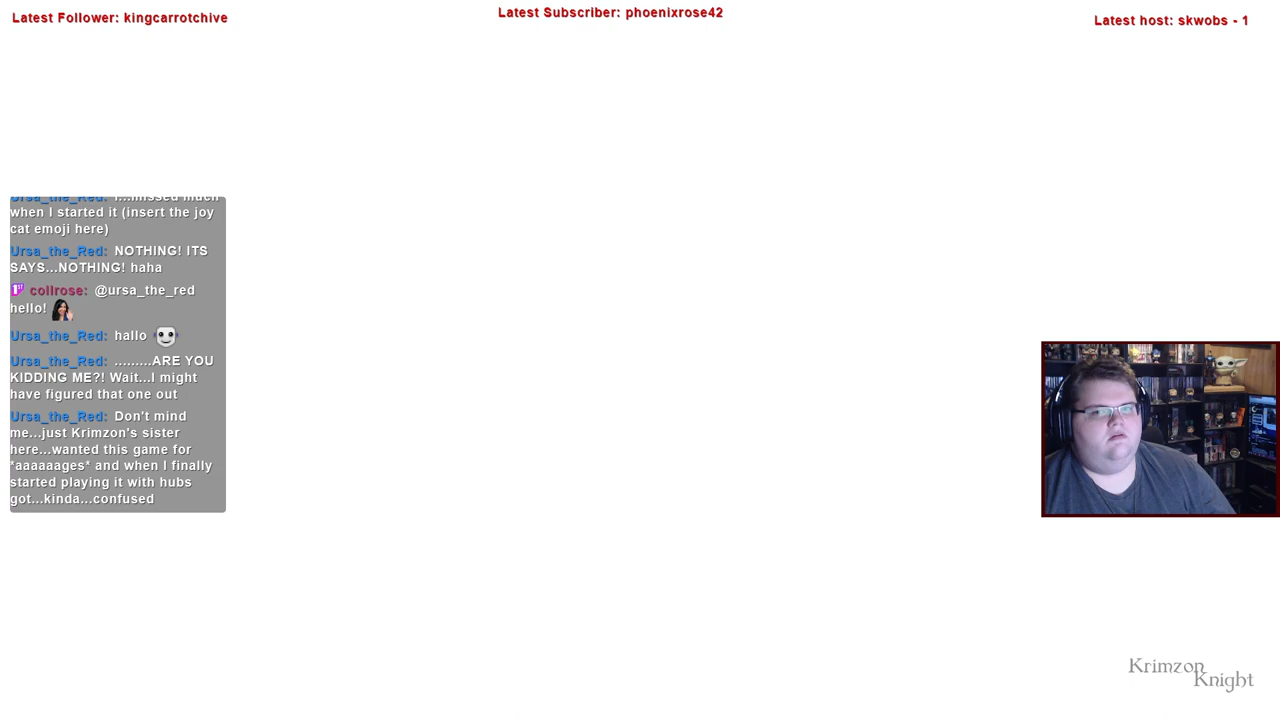 Latest Follower: kingcarrotchive
Latest Subscriber: phoenixrose42
Latest host: skwobs - 1
Ursa_the_Red: I...missed much
when I started it (insert the joy
cat emoji here)
Ursa_the_Red: NOTHING! ITS
SAYS...NOTHING! haha
collrose: @ursa_the_red
hello!
Ursa_the_Red: hallo
Ursa_the_Red: .........ARE YOU
KIDDING ME?! Wait...I might
have figured that one out
Ursa_the_Red: Don't mind
me...just Krimzon's sister
here...wanted this game for
*aaaaaages* and when I finally
started playing it with hubs
got...kinda...confused
Krimzon
Knight